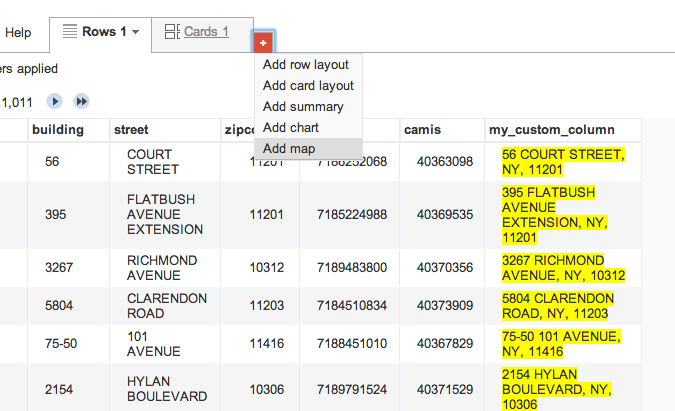 Help
Rows 1
Cards 1
+
Add row layout
Add card layout
Add summary
Add chart
Add map
ers applied
1,011
building street camis my_custom_column
56 COURT STREET 11201 7186252068 40363098 56 COURT STREET, NY, 11201
395 FLATBUSH AVENUE EXTENSION 11201 7185224988 40369535 395 FLATBUSH AVENUE EXTENSION, NY, 11201
3267 RICHMOND AVENUE 10312 7189483800 40370356 3267 RICHMOND AVENUE, NY, 10312
5804 CLARENDON ROAD 11203 7184510834 40373909 5804 CLARENDON ROAD, NY, 11203
75-50 101 AVENUE 11416 7188451010 40367829 75-50 101 AVENUE, NY, 11416
2154 HYLAN BOULEVARD 10306 7189791524 40371529 2154 HYLAN BOULEVARD, NY, 10306